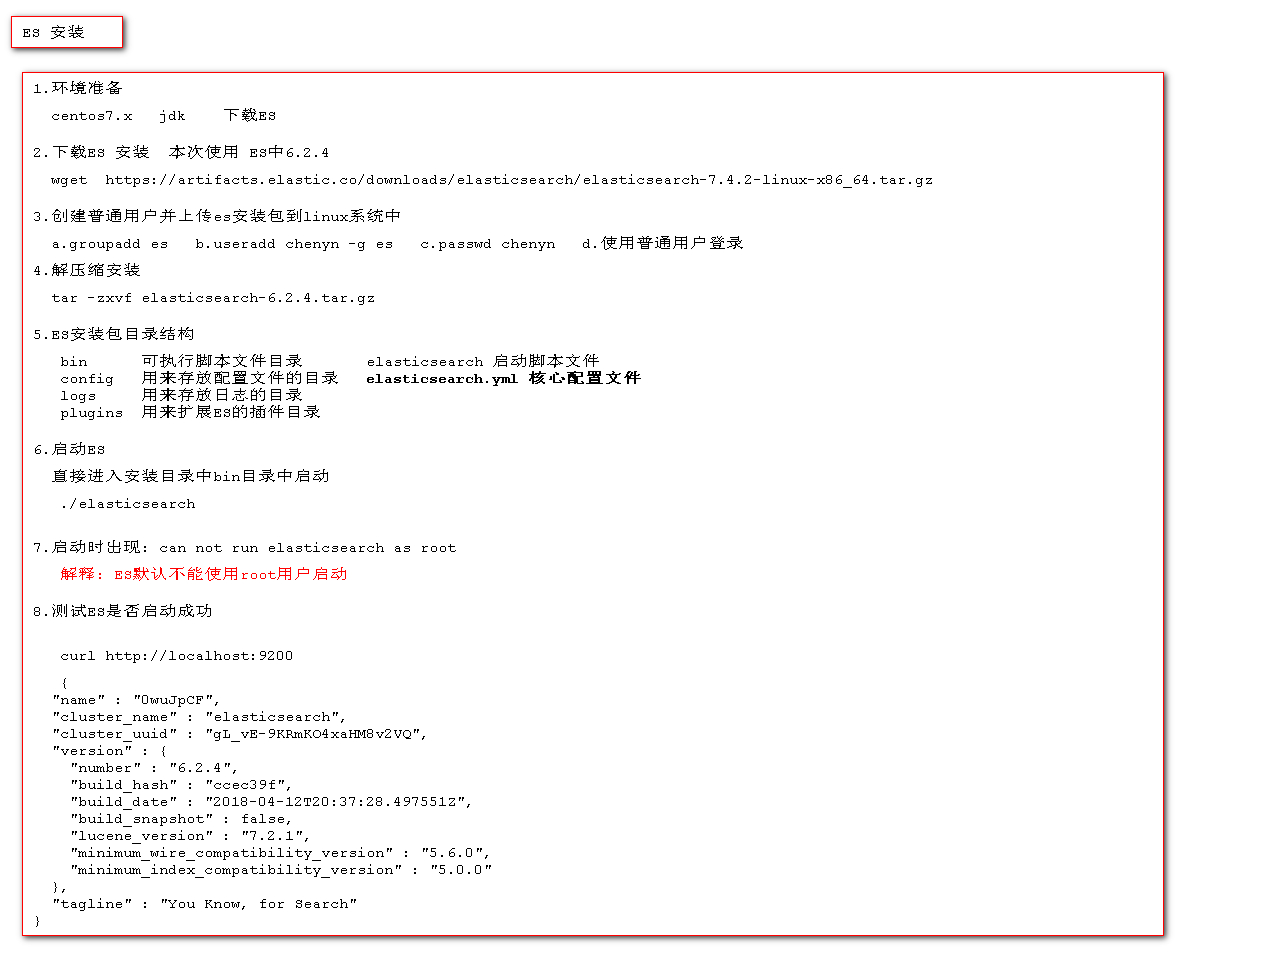 ES 安装
1.环境准备
centos7.x jdk 下载ES
2.下载ES 安装 本次使用 ES中6.2.4
wget https://artifacts.elastic.co/downloads/elasticsearch/elasticsearch-7.4.2-linux-x86_64.tar.gz
3.创建普通用户并上传es安装包到linux系统中
a.groupadd es b.useradd chenyn -g es c.passwd chenyn d.使用普通用户登录
4.解压缩安装
tar -zxvf elasticsearch-6.2.4.tar.gz
5.ES安装包目录结构
bin 可执行脚本文件目录 elasticsearch 启动脚本文件
config 用来存放配置文件的目录 elasticsearch.yml 核心配置文件
logs 用来存放日志的目录
plugins 用来扩展ES的插件目录
6.启动ES
直接进入安装目录中bin目录中启动
./elasticsearch
7.启动时出现: can not run elasticsearch as root
解释: ES默认不能使用root用户启动
8.测试ES是否启动成功
curl http://localhost:9200
{
"name" : "0wuJpCF",
"cluster_name" : "elasticsearch",
"cluster_uuid" : "gL_vE-9KRmKO4xaHM8v2VQ",
"version" : {
"number" : "6.2.4",
"build_hash" : "ccec39f",
"build_date" : "2018-04-12T20:37:28.497551Z",
"build_snapshot" : false,
"lucene_version" : "7.2.1",
"minimum_wire_compatibility_version" : "5.6.0",
"minimum_index_compatibility_version" : "5.0.0"
},
"tagline" : "You Know, for Search"
}